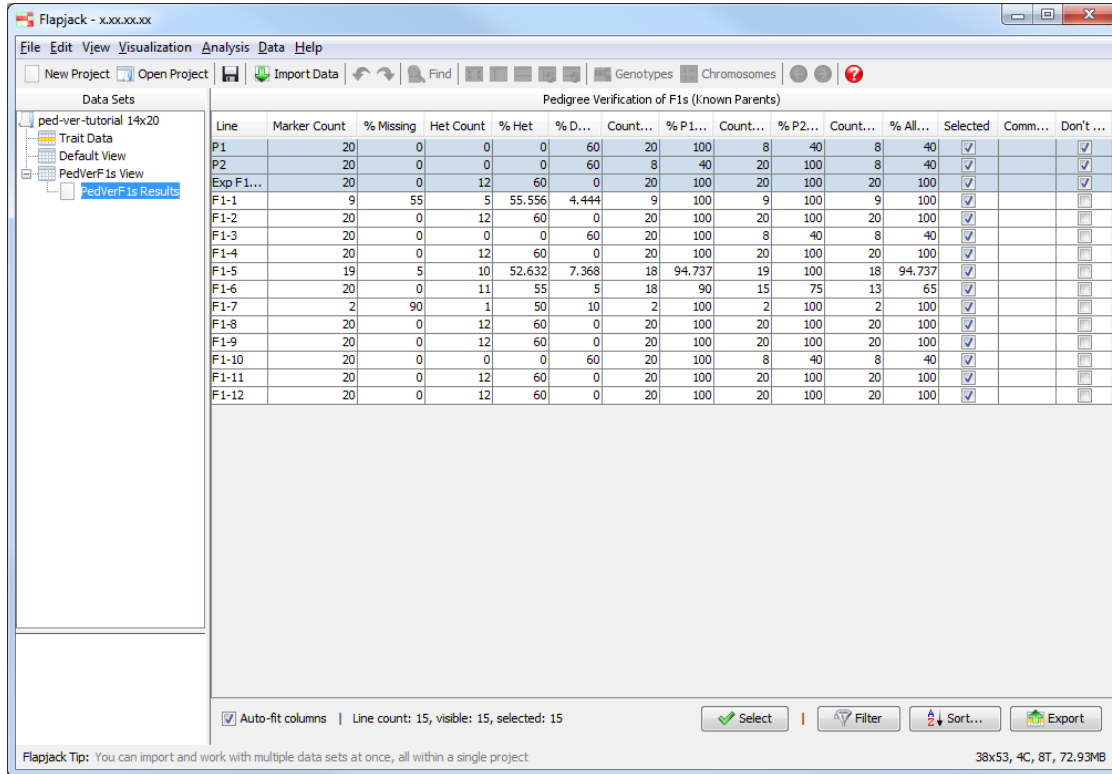 Flapjack - x.xx.xx.xx
File Edit View Visualization Analysis Data Help
New Project Open Project Import Data Find Genotypes Chromosomes
Data Sets
ped-ver-tutorial 14x20
Trait Data
Default View
PedVerF1s View
PedVerF1s Results
Pedigree Verification of F1s (Known Parents)
Line Marker Count % Missing Het Count % Het % D... Count... % P1... Count... % P2... Count... % All... Selected Comm... Don't ...
P1 20 0 0 0 60 20 100 8 40 8 40
P2 20 0 0 0 60 8 40 20 100 8 40
Exp F1... 20 0 12 60 0 20 100 20 100 20 100
F1-1 9 55 5 55.556 4.444 9 100 9 100 9 100
F1-2 20 0 12 60 0 20 100 20 100 20 100
F1-3 20 0 0 0 60 20 100 8 40 8 40
F1-4 20 0 12 60 0 20 100 20 100 20 100
F1-5 19 5 10 52.632 7.368 18 94.737 19 100 18 94.737
F1-6 20 0 11 55 5 18 90 15 75 13 65
F1-7 2 90 1 50 10 2 100 2 100 2 100
F1-8 20 0 12 60 0 20 100 20 100 20 100
F1-9 20 0 12 60 0 20 100 20 100 20 100
F1-10 20 0 0 0 60 20 100 8 40 8 40
F1-11 20 0 12 60 0 20 100 20 100 20 100
F1-12 20 0 12 60 0 20 100 20 100 20 100
Auto-fit columns | Line count: 15, visible: 15, selected: 15 Select | Filter Sort... Export
Flapjack Tip: You can import and work with multiple data sets at once, all within a single project 38x53, 4C, 8T, 72.93MB